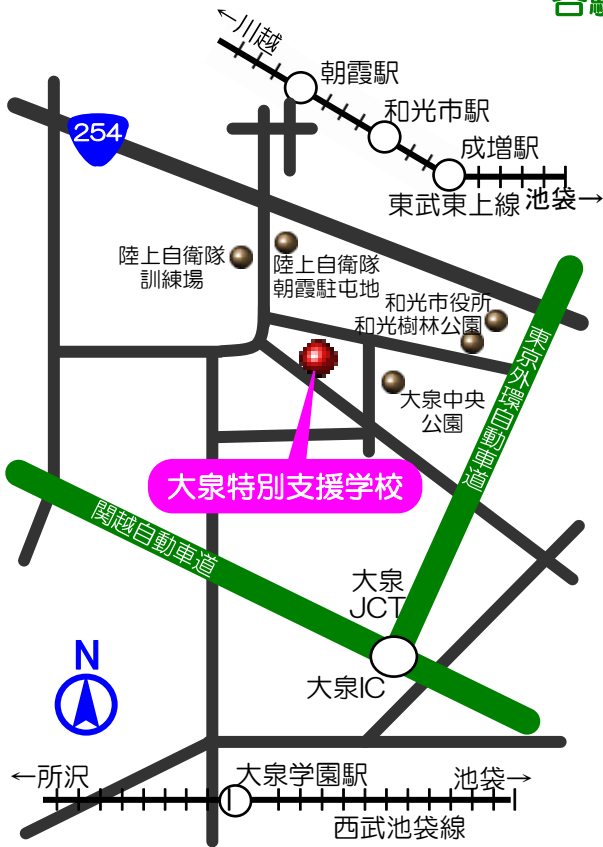 ←川越
朝霞駅
和光市駅
成増駅
東武東上線
池袋→
254
陸上自衛隊
訓練場
陸上自衛隊
朝霞駐屯地
和光市役所
和光樹林公園
大泉中央
公園
東京外環自動車道
大泉特別支援学校
関越自動車道
大泉
JCT
大泉IC
N
←所沢
大泉学園駅
池袋→
西武池袋線